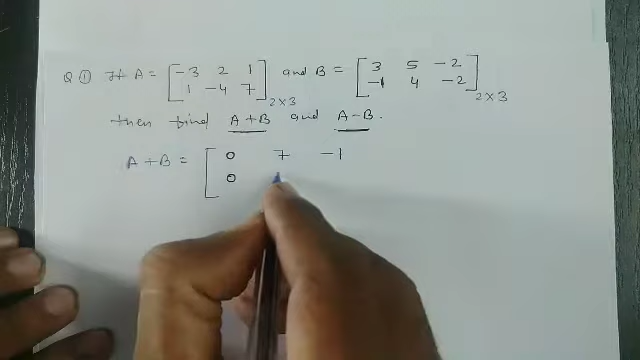 Q ① If A = [ -3 2 1 ] and B = [ 3 5 -2 ]
[ 1 -4 7 ] 2×3 [ -1 4 -2 ] 2×3
then find A+B and A-B.
A+B = [ 0 7 -1
0